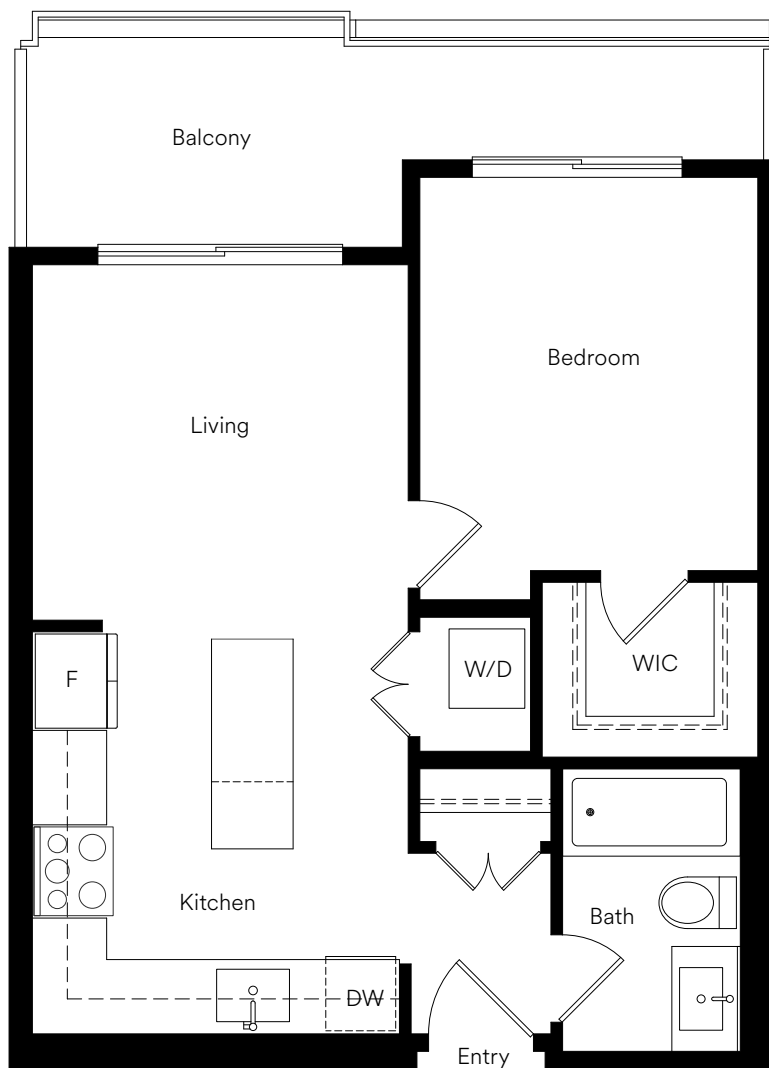 Balcony
Bedroom
Living
W/D
WIC
F
Kitchen
Bath
DW
Entry